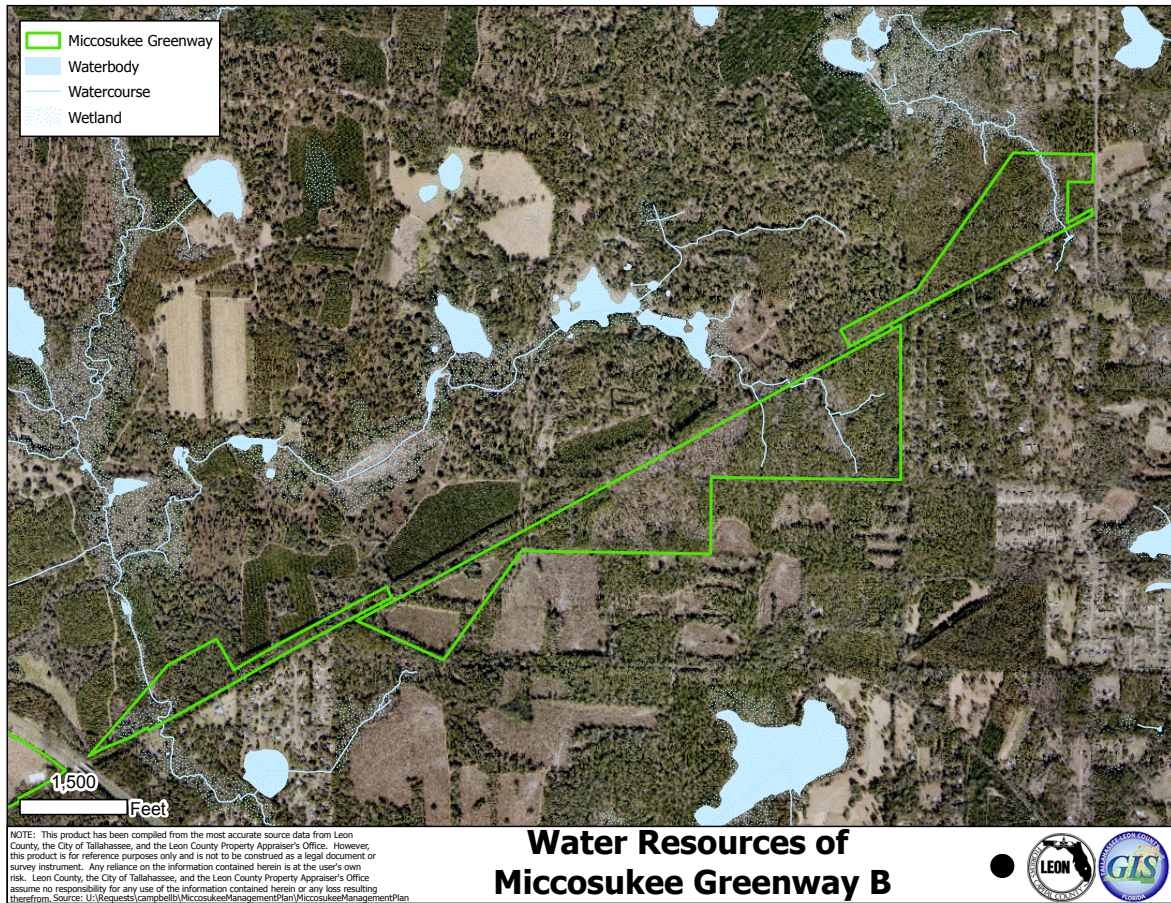 Miccosukee Greenway
Waterbody
Watercourse
Wetland
1,500
Feet
NOTE: This product has been compiled from the most accurate source data from Leon
County, the City of Tallahassee, and the Leon County Property Appraiser's Office. However,
this product is for reference purposes only and is not to be construed as a legal document or
survey instrument. Any reliance on the information contained herein is at the user's own
risk. Leon County, the City of Tallahassee, and the Leon County Property Appraiser's Office
assume no responsibility for any use of the information contained herein or any loss resulting
therefrom. Source: U:\Requests\campbellb\MiccosukeeManagementPlan\MiccosukeeManagementPlan
Water Resources of
Miccosukee Greenway B
LEON
TALLAHASSEE-LEON COUNTY
GIS
FLORIDA